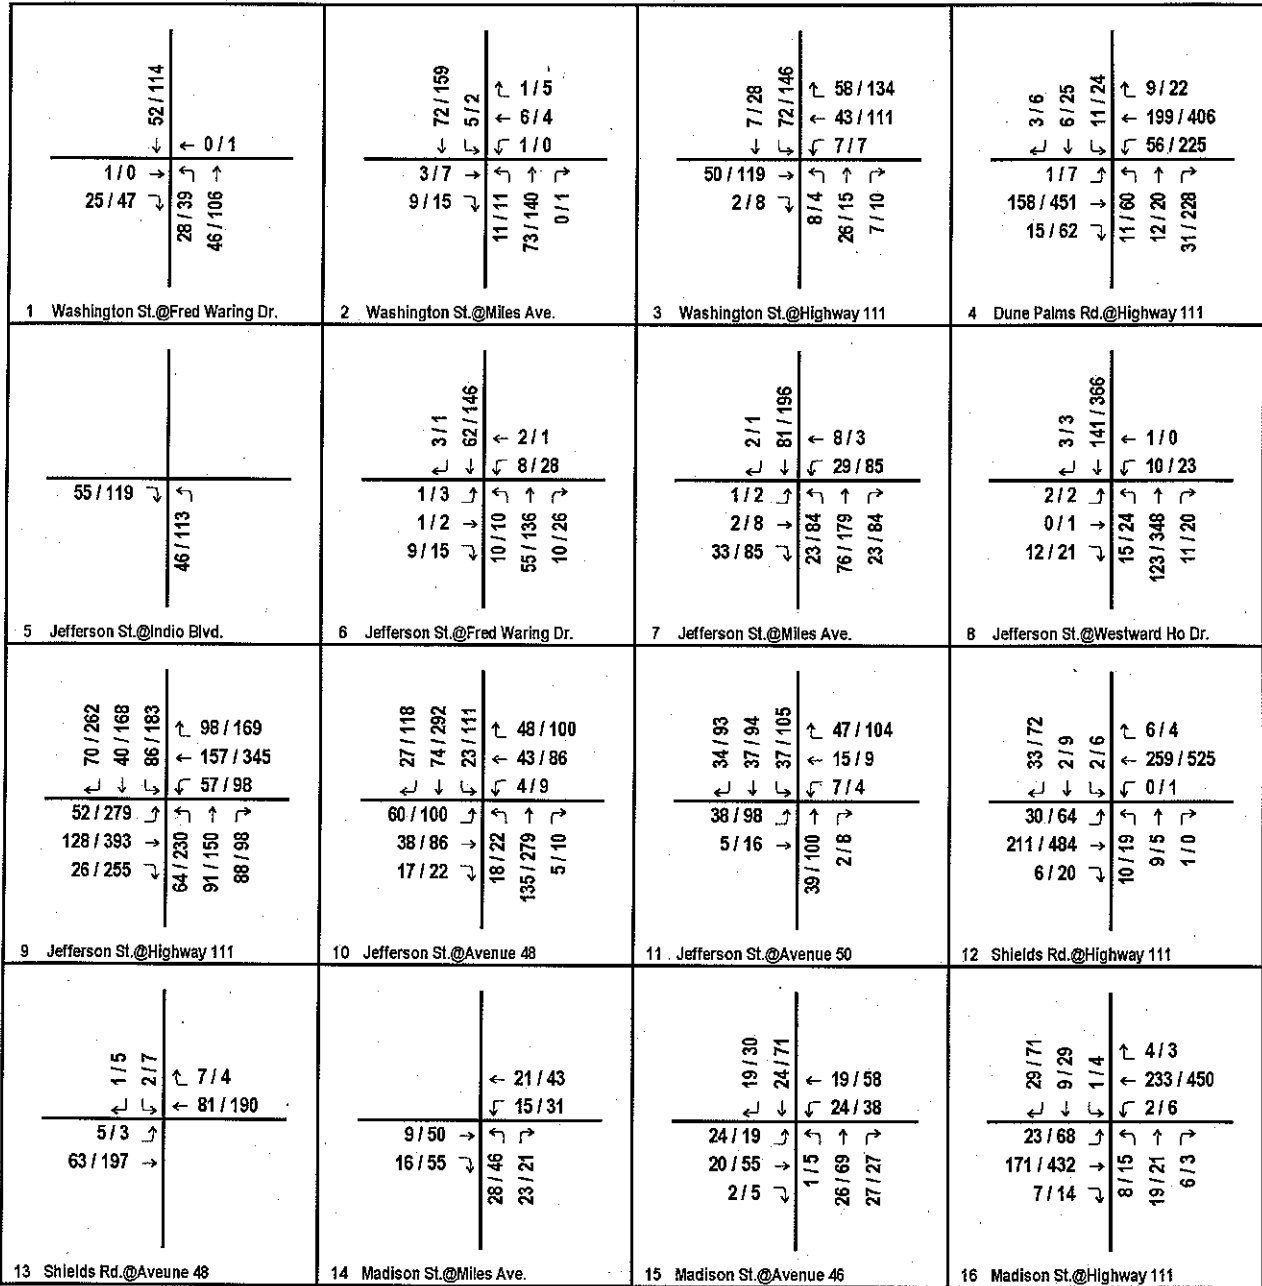 52 / 114
← 0 / 1
1 / 0 →
25 / 47
28 / 39
46 / 106
1 Washington St.@Fred Waring Dr.
72 / 159
5 / 2
1 / 5
← 6 / 4
1 / 0
3 / 7 →
9 / 15
11 / 11
73 / 140
0 / 1
2 Washington St.@Miles Ave.
7 / 28
72 / 146
58 / 134
← 43 / 111
7 / 7
50 / 119 →
2 / 8
8 / 4
26 / 15
7 / 10
3 Washington St.@Highway 111
3 / 6
6 / 25
11 / 24
9 / 22
← 199 / 406
56 / 225
1 / 7
158 / 451 →
15 / 62
11 / 60
12 / 20
31 / 228
4 Dune Palms Rd.@Highway 111
55 / 119
46 / 113
5 Jefferson St.@Indio Blvd.
3 / 1
62 / 146
← 2 / 1
8 / 28
1 / 3
1 / 2 →
9 / 15
10 / 10
55 / 136
10 / 26
6 Jefferson St.@Fred Waring Dr.
2 / 1
81 / 196
← 8 / 3
29 / 85
1 / 2
2 / 8 →
33 / 85
23 / 84
76 / 179
23 / 84
7 Jefferson St.@Miles Ave.
3 / 3
141 / 366
← 1 / 0
10 / 23
2 / 2
0 / 1 →
12 / 21
15 / 24
123 / 348
11 / 20
8 Jefferson St.@Westward Ho Dr.
70 / 262
40 / 168
86 / 183
98 / 169
← 157 / 345
57 / 98
52 / 279
128 / 393 →
26 / 255
64 / 230
91 / 150
88 / 98
9 Jefferson St.@Highway 111
27 / 118
74 / 292
23 / 111
48 / 100
← 43 / 86
4 / 9
60 / 100
38 / 86 →
17 / 22
18 / 22
135 / 279
5 / 10
10 Jefferson St.@Avenue 48
34 / 93
37 / 94
37 / 105
47 / 104
← 15 / 9
7 / 4
38 / 98
5 / 16 →
39 / 100
2 / 8
11 Jefferson St.@Avenue 50
33 / 72
2 / 9
2 / 6
6 / 4
← 259 / 525
0 / 1
30 / 64
211 / 484 →
6 / 20
10 / 19
9 / 5
1 / 0
12 Shields Rd.@Highway 111
1 / 5
2 / 7
7 / 4
← 81 / 190
5 / 3
63 / 197 →
13 Shields Rd.@Aveune 48
← 21 / 43
15 / 31
9 / 50 →
16 / 55
28 / 46
23 / 21
14 Madison St.@Miles Ave.
19 / 30
24 / 71
← 19 / 58
24 / 38
24 / 19
20 / 55 →
2 / 5
1 / 5
26 / 69
27 / 27
15 Madison St.@Avenue 46
29 / 71
9 / 29
1 / 4
4 / 3
← 233 / 450
2 / 6
23 / 68
171 / 432 →
7 / 14
8 / 15
19 / 21
6 / 3
16 Madison St.@Highway 111